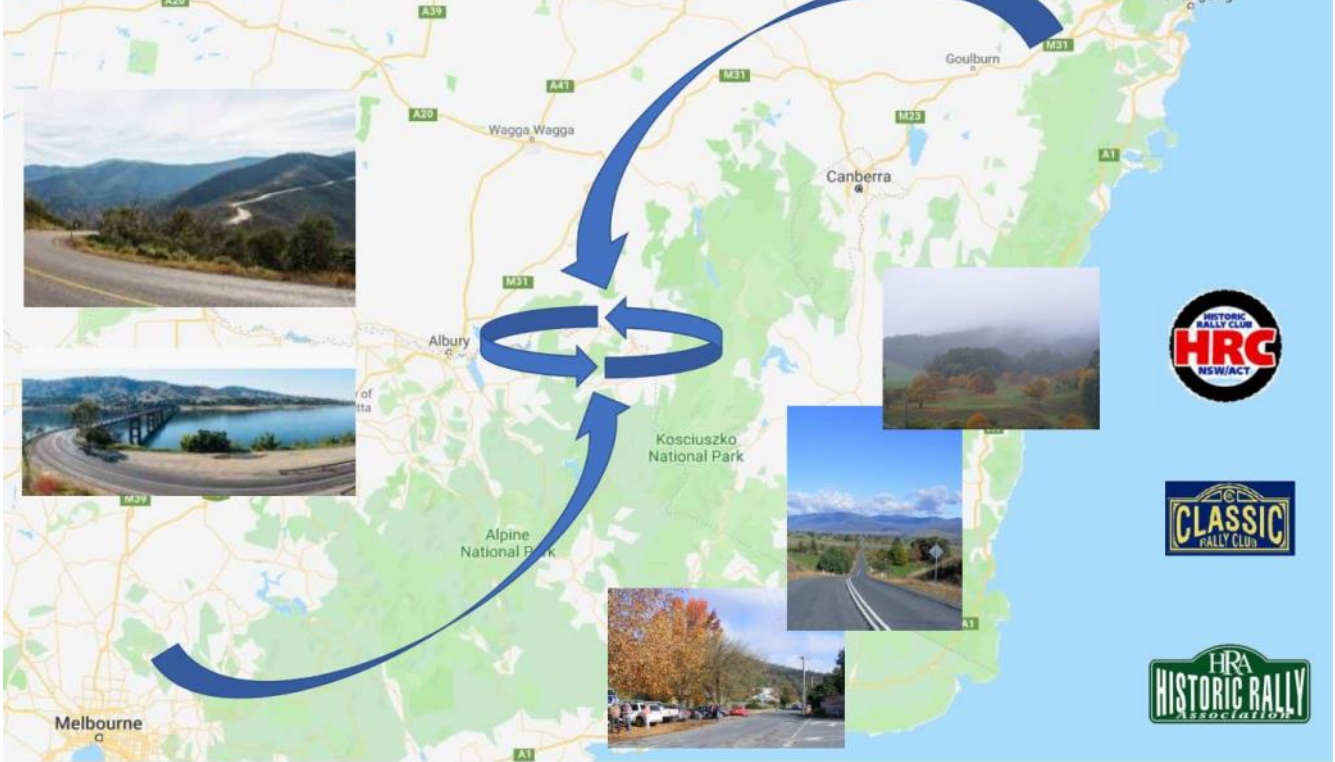 A20
A39
M31
Goulburn
M31
A41
A20
M23
Wagga Wagga
A1
Canberra
M31
Albury
HISTORIC
RALLY CLUB
HRC
NSW/ACT
of
tta
Kosciuszko
National Park
M39
CLASSIC
RALLY CLUB
Alpine
National Park
A1
HRA
HISTORIC RALLY
Association
Melbourne
A1